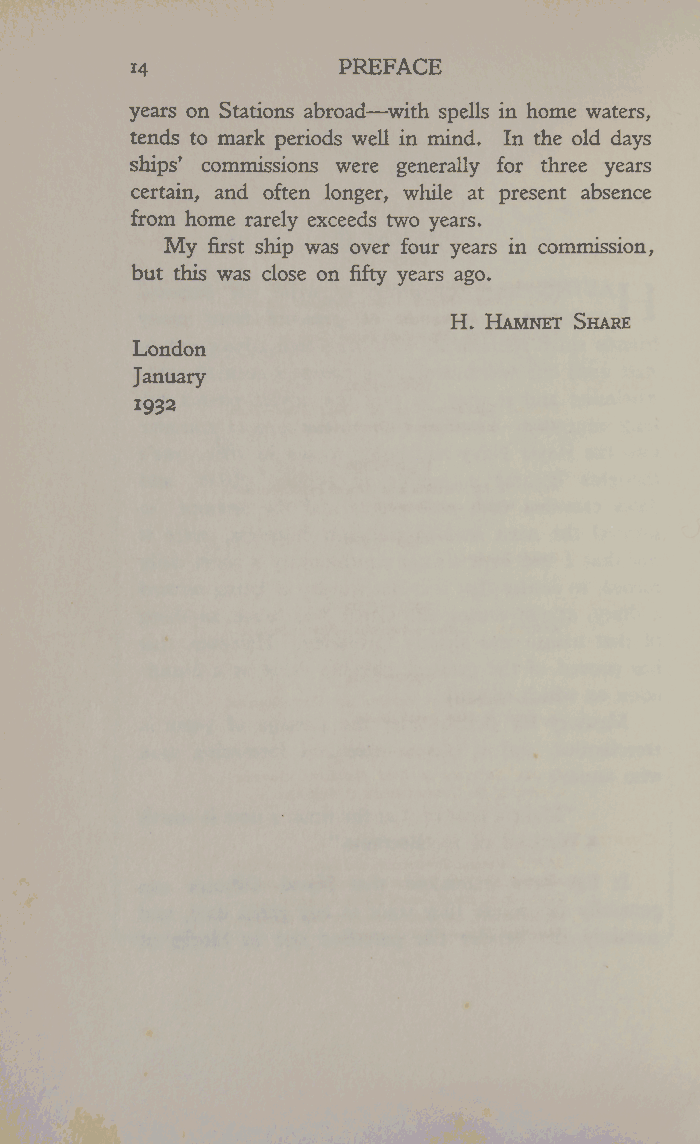 14 PREFACE
years on Stations abroad—with spells in home waters,
tends to mark periods well in mind. In the old days
ships' commissions were generally for three years
certain, and often longer, while at present absence
from home rarely exceeds two years.
My first ship was over four years in commission,
but this was close on fifty years ago.
H. Hamnet Share
London
January
1932